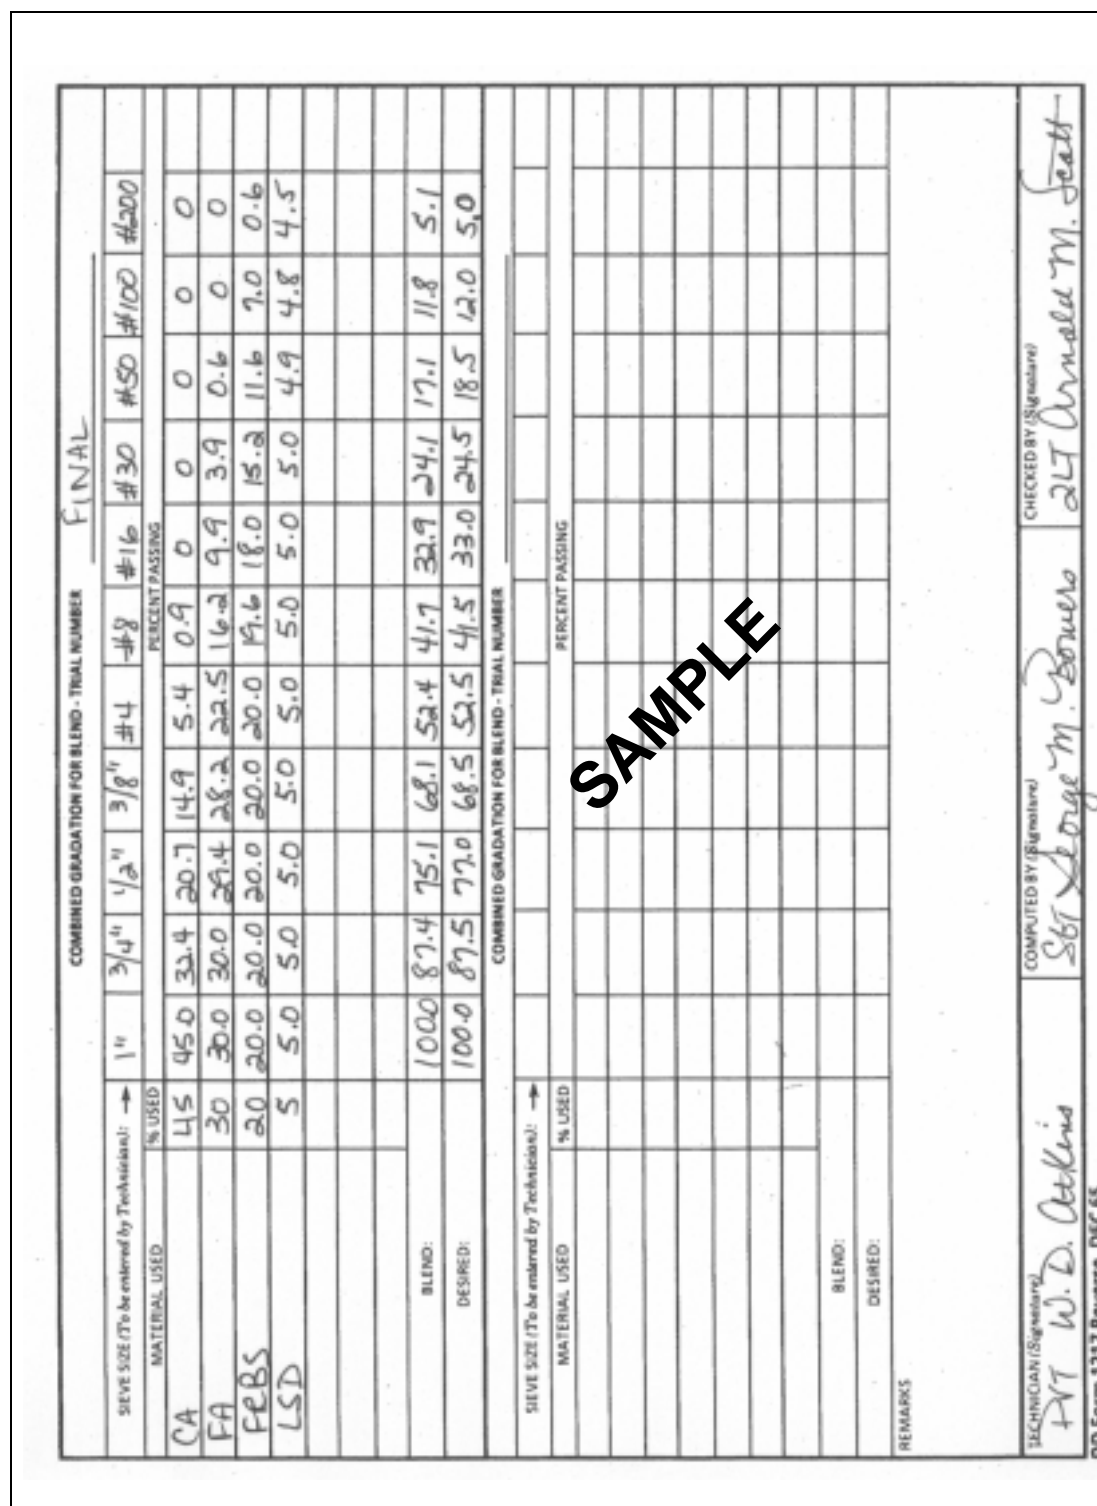 COMBINED GRADATION FOR BLEND - TRIAL NUMBER FINAL
SIEVE SIZE (To be entered by Technician): → 1" 3/4" 1/2" 3/8" #4 #8 #16 #30 #50 #100 #200
MATERIAL USED % USED PERCENT PASSING
CA 45 45.0 32.4 20.7 14.9 5.4 0.9 0 0 0 0 0
FA 30 30.0 30.0 29.4 28.2 22.5 16.2 9.9 3.9 0.6 0 0
FRBS 20 20.0 20.0 20.0 20.0 20.0 19.6 18.0 15.2 11.6 7.0 0.6
LSD 5 5.0 5.0 5.0 5.0 5.0 5.0 5.0 5.0 4.9 4.8 4.5
BLEND: 100.0 87.4 75.1 68.1 52.4 41.7 32.9 24.1 17.1 11.8 5.1
DESIRED: 100.0 87.5 77.0 68.5 52.5 41.5 33.0 24.5 18.5 12.0 5.0
COMBINED GRADATION FOR BLEND - TRIAL NUMBER
SIEVE SIZE (To be entered by Technician): →
MATERIAL USED % USED PERCENT PASSING
SAMPLE
BLEND:
DESIRED:
REMARKS
TECHNICIAN (Signature) COMPUTED BY (Signature) CHECKED BY (Signature)
PVT W. D. Atkins SGT George M. Bowers 2LT Arnold M. Scott
DD Form 1217 Reverse, DEC 65